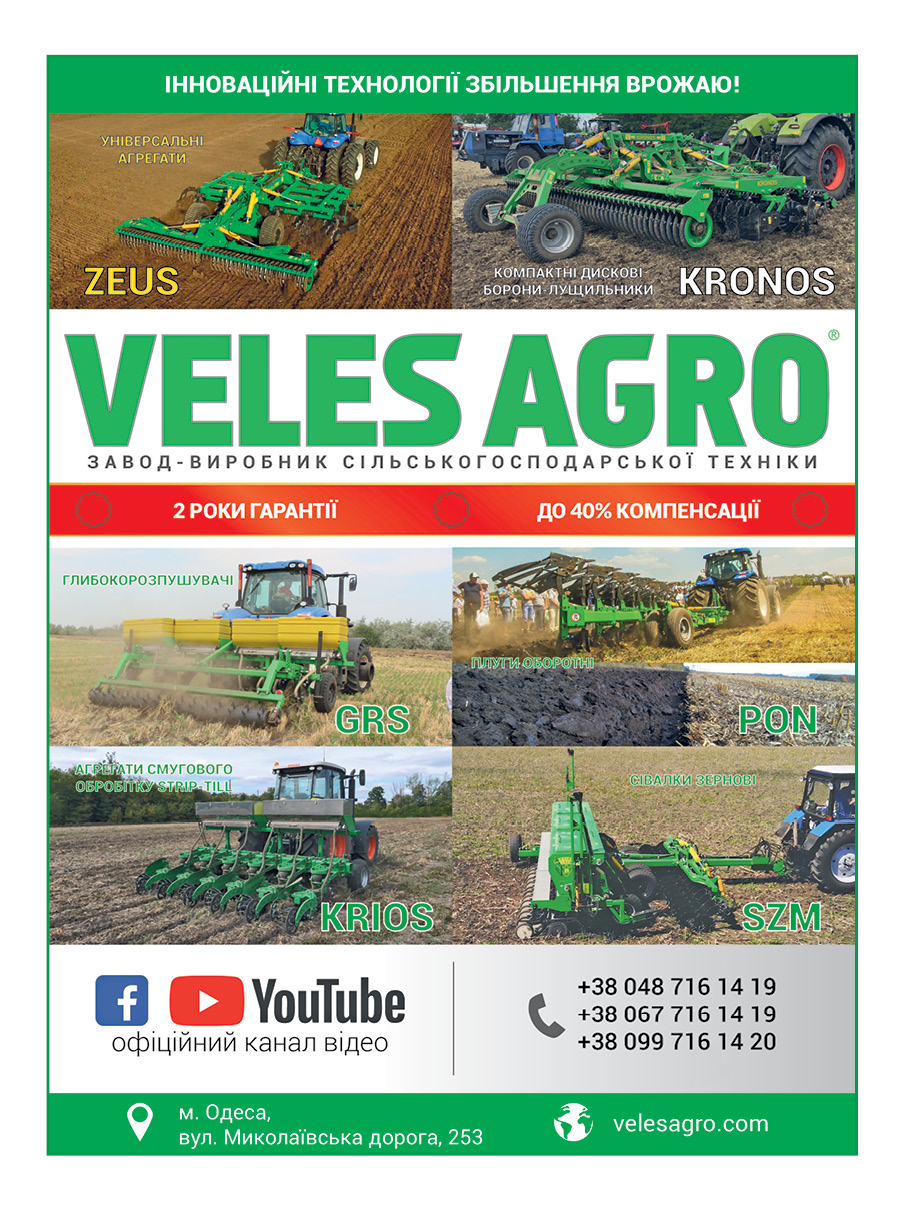 ІННОВАЦІЙНІ ТЕХНОЛОГІЇ ЗБІЛЬШЕННЯ ВРОЖАЮ!
УНІВЕРСАЛЬНІ
АГРЕГАТИ
ZEUS
KRONOS
KRONOS
КОМПАКТНІ ДИСКОВІ
БОРОНИ-ЛУЩИЛЬНИКИ
KRONOS
VELES AGRO®
ЗАВОД-ВИРОБНИК СІЛЬСЬКОГОСПОДАРСЬКОЇ ТЕХНІКИ
2 РОКИ ГАРАНТІЇ
ДО 40% КОМПЕНСАЦІЇ
ГЛИБОКОРОЗПУШУВАЧІ
GRS
ПЛУГИ ОБОРОТНІ
PON
АГРЕГАТИ СМУГОВОГО
ОБРОБІТКУ STRIP-TILL
KRIOS
СІВАЛКИ ЗЕРНОВІ
SZM
f
YouTube
офіційний канал відео
+38 048 716 14 19
+38 067 716 14 19
+38 099 716 14 20
м. Одеса,
вул. Миколаївська дорога, 253
velesagro.com